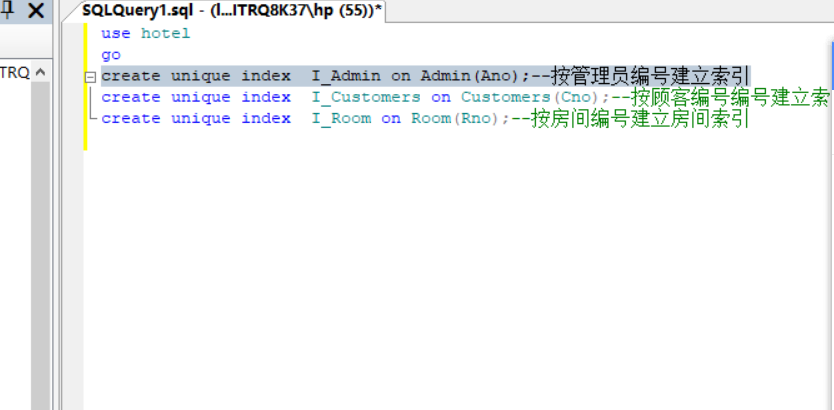 SQLQuery1.sql - (l...ITRQ8K37\hp (55))*
use hotel
go
TRQ
create unique index  I_Admin on Admin(Ano);--按管理员编号建立索引
create unique index  I_Customers on Customers(Cno);--按顾客编号编号建立索
create unique index  I_Room on Room(Rno);--按房间编号建立房间索引